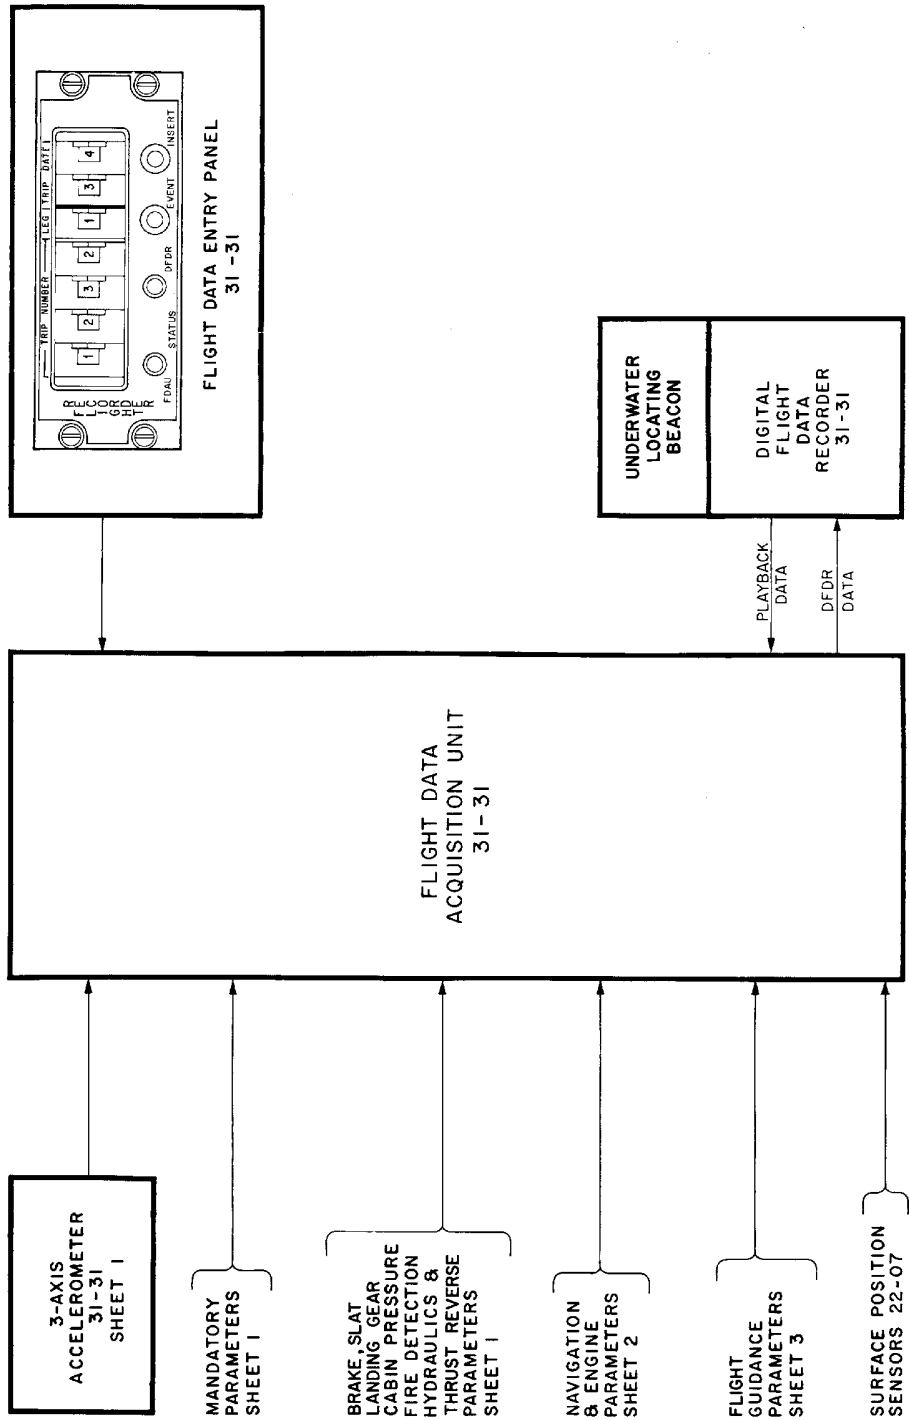 3-AXIS
ACCELEROMETER
31-31
SHEET 1
MANDATORY
PARAMETERS
SHEET 1
BRAKE, SLAT
LANDING GEAR
CABIN PRESSURE
FIRE DETECTION
HYDRAULICS &
THRUST REVERSE
PARAMETERS
SHEET 1
NAVIGATION
& ENGINE
PARAMETERS
SHEET 2
FLIGHT
GUIDANCE
PARAMETERS
SHEET 3
SURFACE POSITION
SENSORS 22-07
FLIGHT DATA
ACQUISITION UNIT
31-31
FLIGHT RECORDER
TRIP NUMBER LEG TRIP DATE
1 2 3 2 1 3 4
FDAU STATUS DFDR EVENT INSERT
FLIGHT DATA ENTRY PANEL
31-31
PLAYBACK
DATA
DFDR
DATA
UNDERWATER
LOCATING
BEACON
DIGITAL
FLIGHT
DATA
RECORDER
31-31